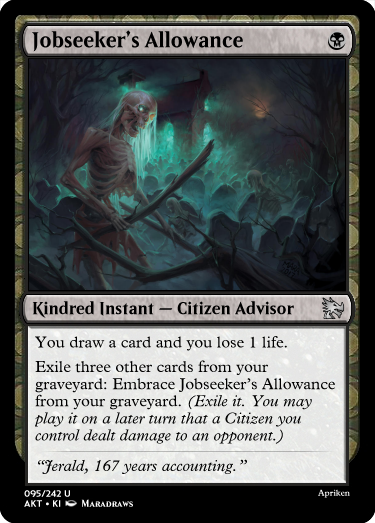 Jobseeker's Allowance
Kindred Instant — Citizen Advisor
You draw a card and you lose 1 life.
Exile three other cards from your
graveyard: Embrace Jobseeker's Allowance
from your graveyard. (Exile it. You may
play it on a later turn that a Citizen you
control dealt damage to an opponent.)
“Jerald, 167 years accounting.”
095/242 U
Apriken
AKT • KI Maradraws